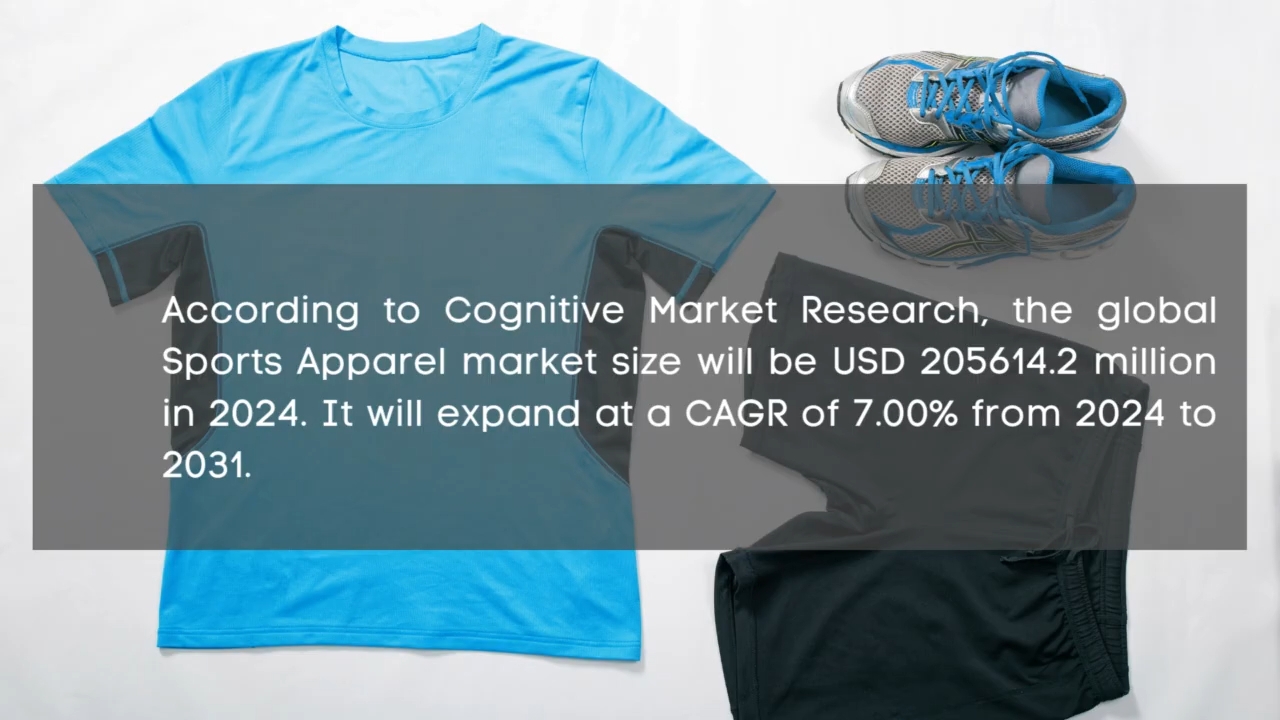 According to Cognitive Market Research, the global
Sports Apparel market size will be USD 205614.2 million
in 2024. It will expand at a CAGR of 7.00% from 2024 to
2031.